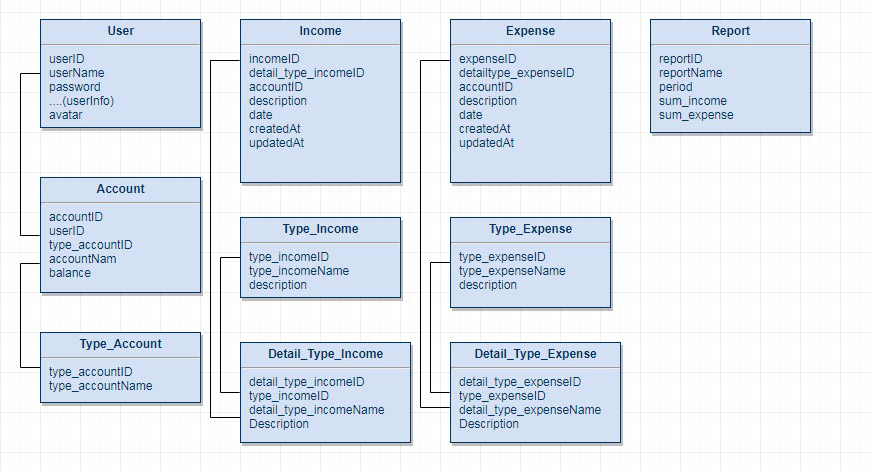 User
userID
userName
password
....(userInfo)
avatar
Account
accountID
userID
type_accountID
accountNam
balance
Type_Account
type_accountID
type_accountName
Income
incomeID
detail_type_incomeID
accountID
description
date
createdAt
updatedAt
Type_Income
type_incomeID
type_incomeName
description
Detail_Type_Income
detail_type_incomeID
type_incomeID
detail_type_incomeName
Description
Expense
expenseID
detailtype_expenseID
accountID
description
date
createdAt
updatedAt
Type_Expense
type_expenseID
type_expenseName
description
Detail_Type_Expense
detail_type_expenseID
type_expenseID
detail_type_expenseName
Description
Report
reportID
reportName
period
sum_income
sum_expense